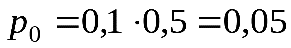 p₀ = 0,1 · 0,5 = 0,05